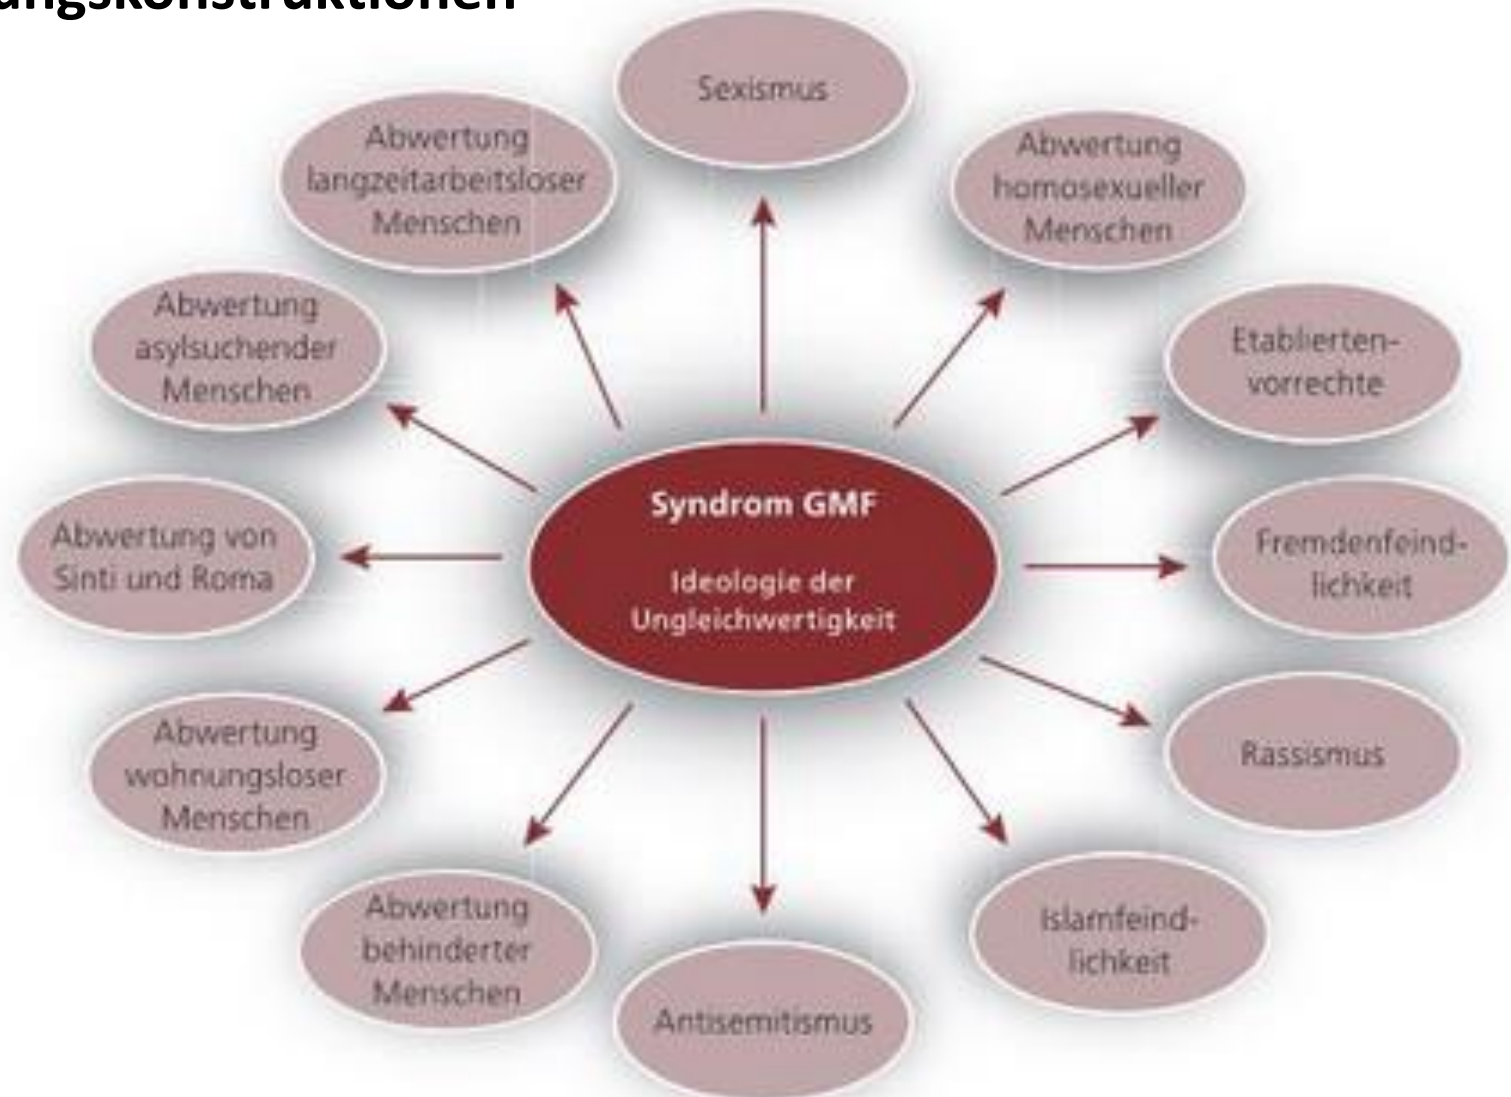 Sexismus
Abwertung
langzeitarbeitsloser
Menschen
Abwertung
homosexueller
Menschen
Abwertung
asylsuchender
Menschen
Etablierten-
vorrechte
Syndrom GMF
Ideologie der
Ungleichwertigkeit
Abwertung von
Sinti und Roma
Fremdenfeind-
lichkeit
Abwertung
wohnungsloser
Menschen
Rassismus
Abwertung
behinderter
Menschen
Islamfeind-
lichkeit
Antisemitismus